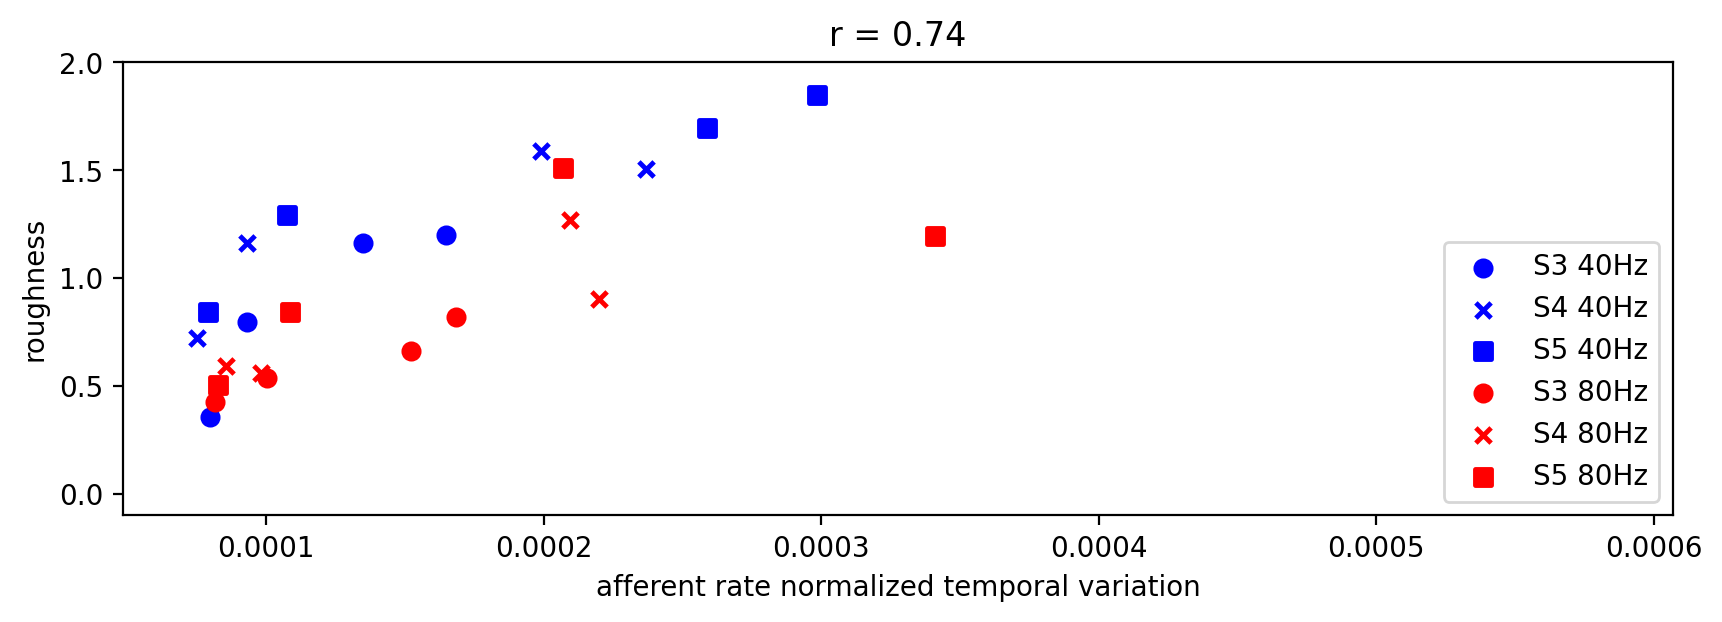 r = 0.74
2.0
1.5
1.0
0.5
0.0
roughness
0.0001 0.0002 0.0003 0.0004 0.0005 0.0006
afferent rate normalized temporal variation
S3 40Hz
S4 40Hz
S5 40Hz
S3 80Hz
S4 80Hz
S5 80Hz